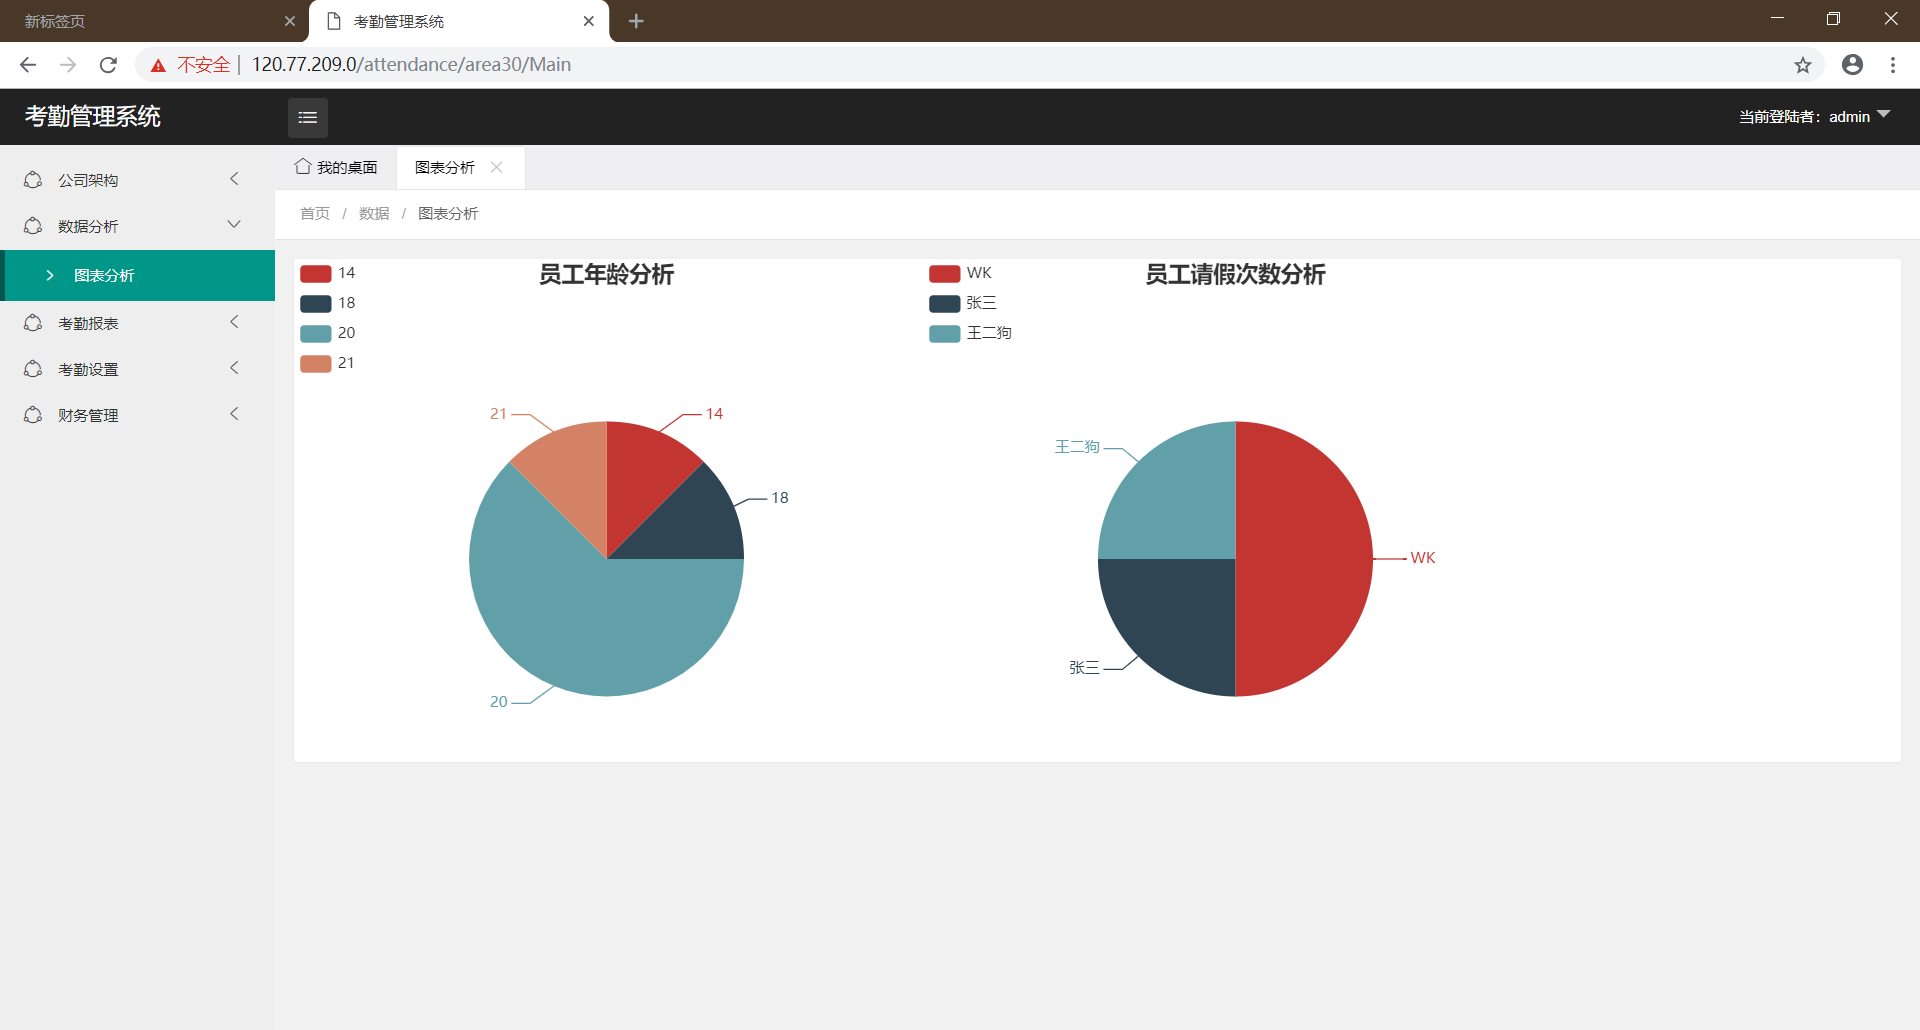 新标签页
考勤管理系统
不安全 | 120.77.209.0/attendance/area30/Main
考勤管理系统
当前登陆者：admin
公司架构
数据分析
图表分析
考勤报表
考勤设置
财务管理
我的桌面
图表分析
首页 / 数据 / 图表分析
员工年龄分析
14
18
20
21
21
14
18
20
员工请假次数分析
WK
张三
王二狗
王二狗
WK
张三